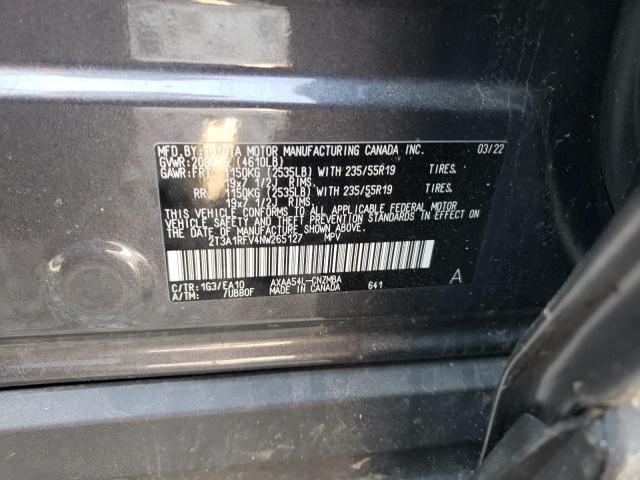 MFD.BY:TOYOTA MOTOR MANUFACTURING CANADA INC. 03/22
GVWR:2090KG (4610LB)
GAWR:FRT 1150KG (2535LB) WITH 235/55R19 TIRES.
19x7 1/2J RIMS
RR 1150KG (2535LB) WITH 235/55R19 TIRES.
19x7 1/2J RIMS
THIS VEHICLE CONFORMS TO ALL APPLICABLE FEDERAL MOTOR
VEHICLE SAFETY AND THEFT PREVENTION STANDARDS IN EFFECT ON
THE DATE OF MANUFACTURE SHOWN ABOVE.
2T3A1RFV4NW265127 MPV
C/TR:1G3/EA10 AXAA54L-CNZMBA 641
A/TM: /UB80F MADE IN CANADA
A